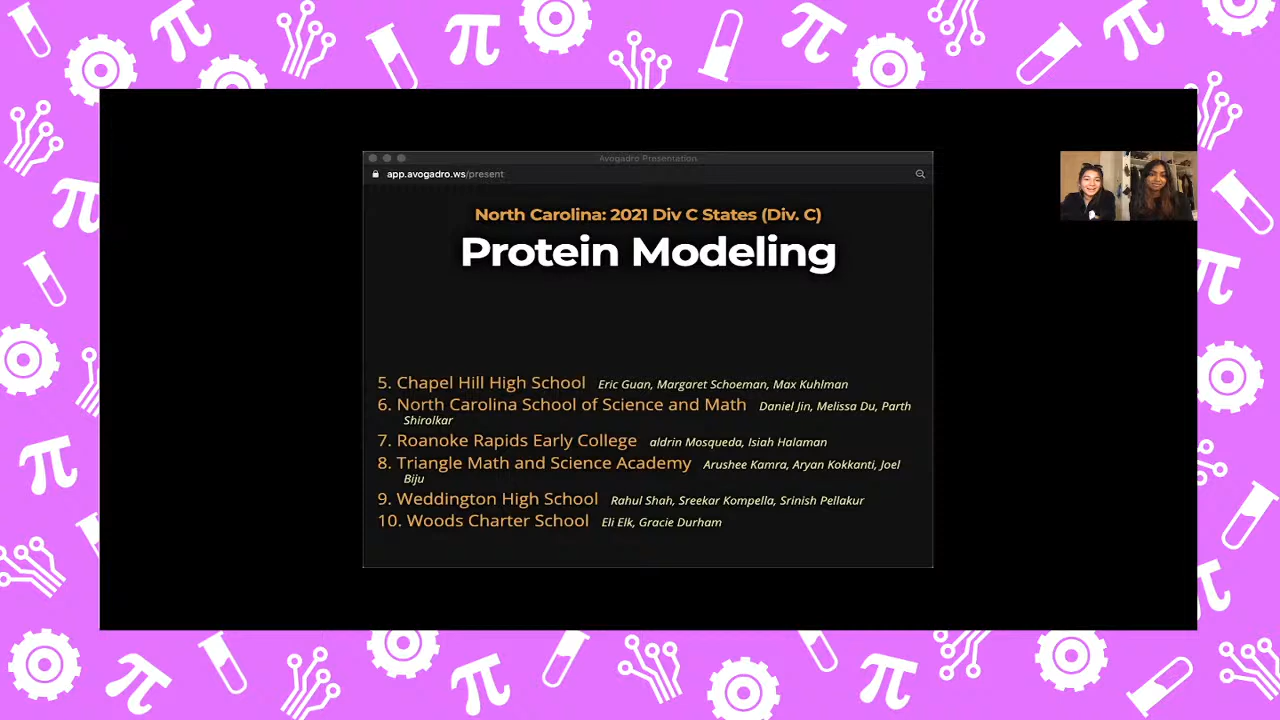 Avogadro Presentation
app.avogadro.ws/present
North Carolina: 2021 Div C States (Div. C)
Protein Modeling
5. Chapel Hill High School Eric Guan, Margaret Schoeman, Max Kuhlman
6. North Carolina School of Science and Math Daniel Jin, Melissa Du, Parth
Shirolkar
7. Roanoke Rapids Early College aldrin Mosqueda, Isiah Halaman
8. Triangle Math and Science Academy Arushee Kamra, Aryan Kokkanti, Joel
Biju
9. Weddington High School Rahul Shah, Sreekar Kompella, Srinish Pellakur
10. Woods Charter School Eli Elk, Gracie Durham